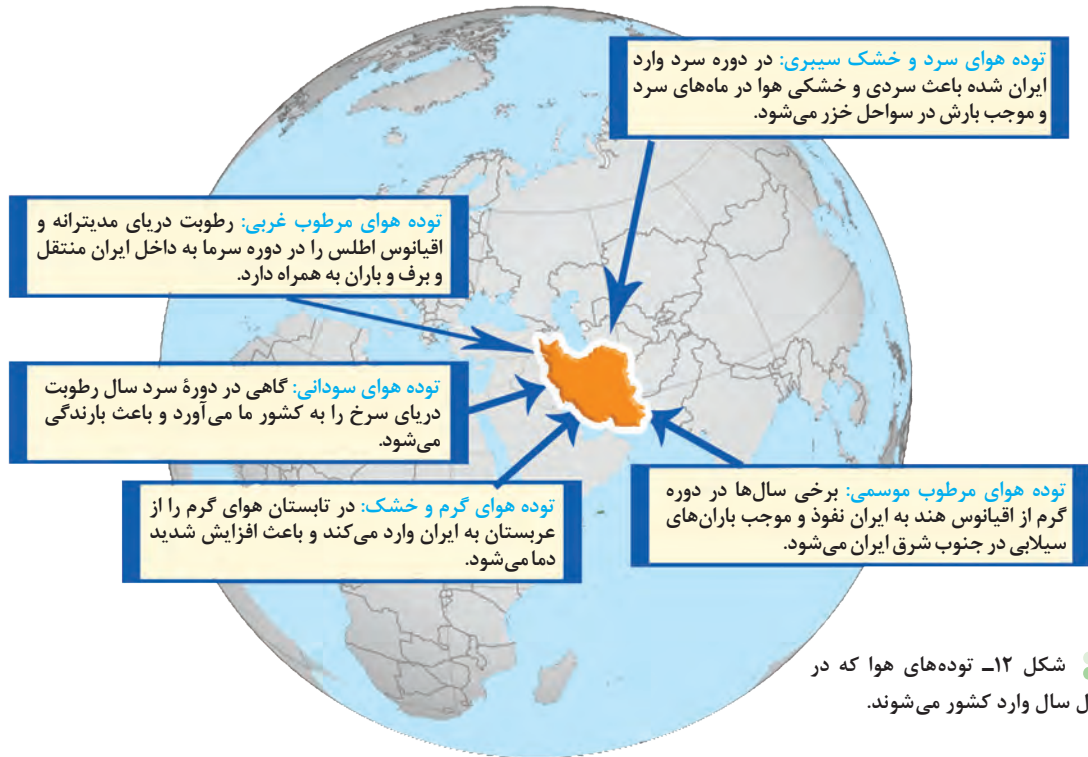 توده هوای سرد و خشک سیبری: در دوره سرد وارد
ایران شده باعث سردی و خشکی هوا در ماه‌های سرد
و موجب بارش در سواحل خزر می‌شود.
توده هوای مرطوب غربی: رطوبت دریای مدیترانه و
اقیانوس اطلس را در دوره سرما به داخل ایران منتقل
و برف و باران به همراه دارد.
توده هوای سودانی: گاهی در دورهٔ سرد سال رطوبت
دریای سرخ را به کشور ما می‌آورد و باعث بارندگی
می‌شود.
توده هوای مرطوب موسمی: برخی سال‌ها در دوره
گرم از اقیانوس هند به ایران نفوذ و موجب باران‌های
سیلابی در جنوب شرق ایران می‌شود.
توده هوای گرم و خشک: در تابستان هوای گرم را از
عربستان به ایران وارد می‌کند و باعث افزایش شدید
دما می‌شود.
شکل ۱۲ـ توده‌های هوا که در
ل سال وارد کشور می‌شوند.